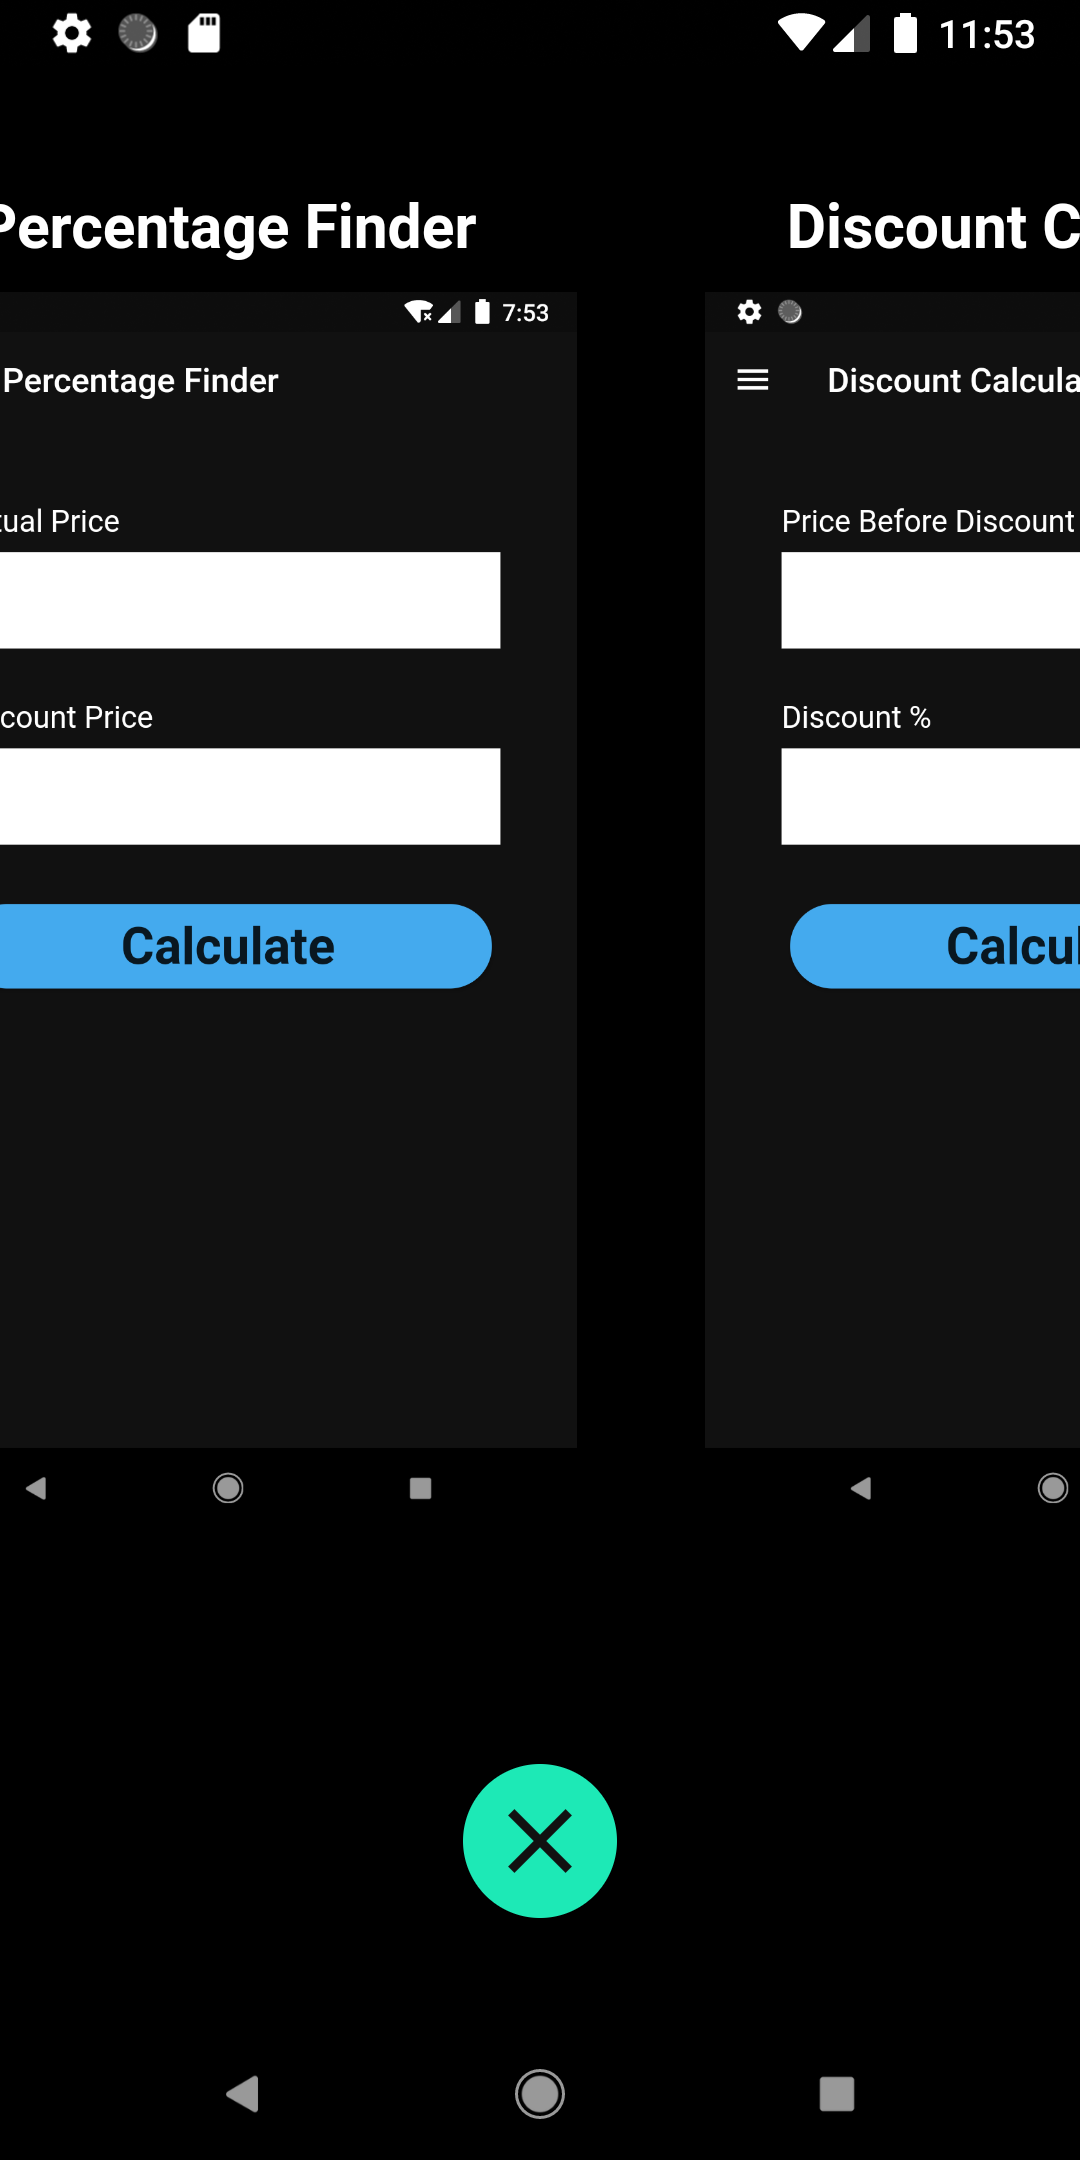 11:53
Percentage Finder
Discount C
7:53
Percentage Finder
Discount Calcula
tual Price
Price Before Discount
count Price
Discount %
Calculate
Calcul